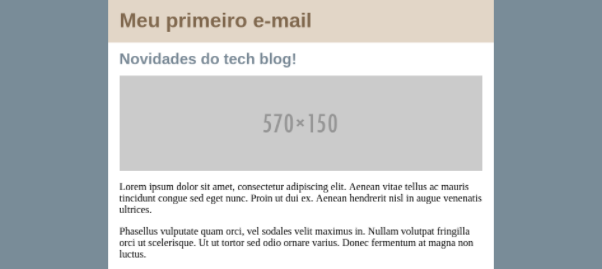 Meu primeiro e-mail
Novidades do tech blog!
570×150
Lorem ipsum dolor sit amet, consectetur adipiscing elit. Aenean vitae tellus ac mauris
tincidunt congue sed eget nunc. Proin ut dui ex. Aenean hendrerit nisl in augue venenatis
ultrices.
Phasellus vulputate quam orci, vel sodales velit maximus in. Nullam volutpat fringilla
orci ut scelerisque. Ut ut tortor sed odio ornare varius. Donec fermentum at magna non
luctus.